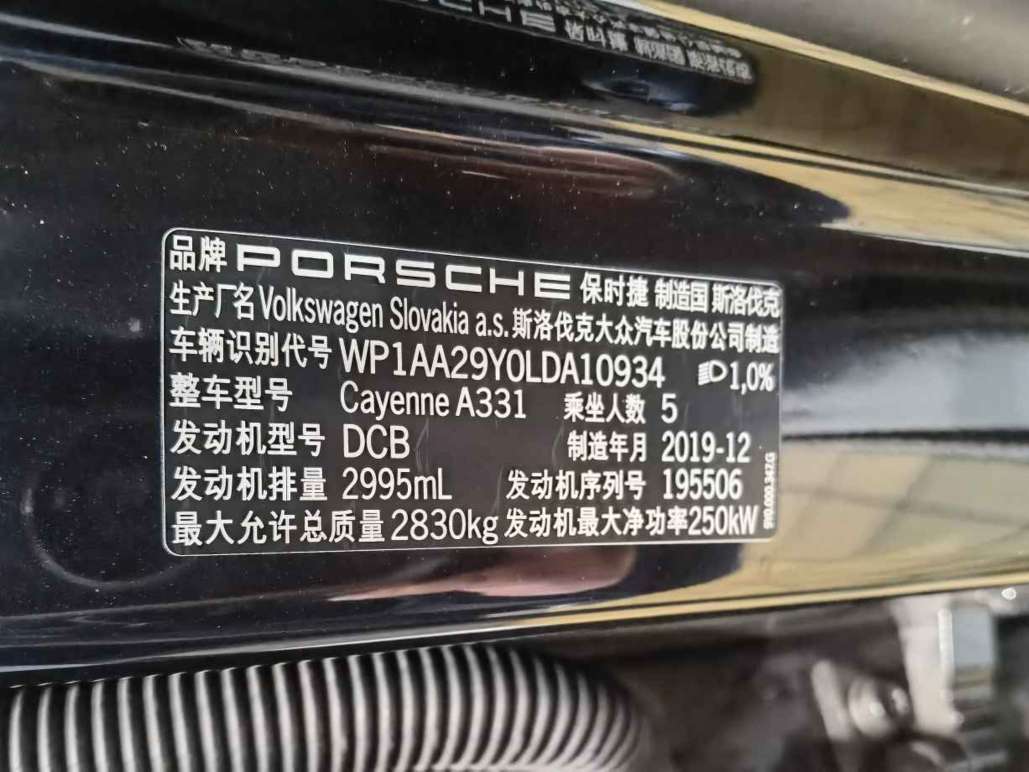 品牌 PORSCHE 保时捷 制造国 斯洛伐克
生产厂名 Volkswagen Slovakia a.s. 斯洛伐克大众汽车股份公司制造
车辆识别代号 WP1AA29Y0LDA10934 1,0%
整车型号 Cayenne A331 乘坐人数 5
发动机型号 DCB 制造年月 2019-12
发动机排量 2995mL 发动机序列号 195506
最大允许总质量 2830kg 发动机最大净功率 250kW
9Y0.000.347.G